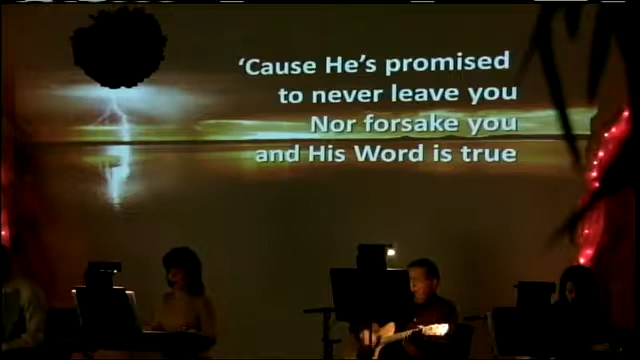 ‘Cause He's promised
to never leave you
Nor forsake you
and His Word is true